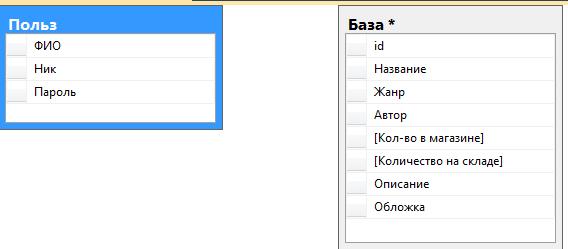 Польз
ФИО
Ник
Пароль
База *
id
Название
Жанр
Автор
[Кол-во в магазине]
[Количество на складе]
Описание
Обложка